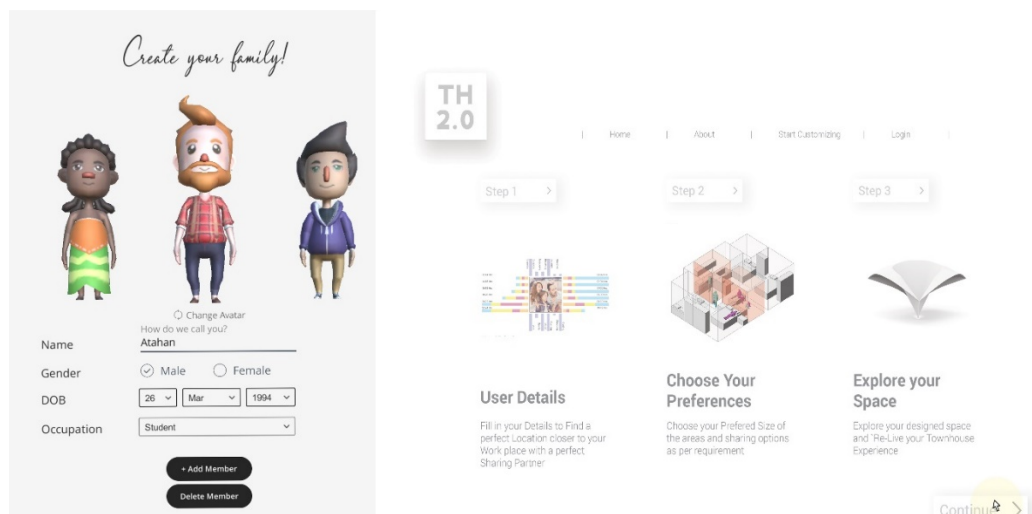 Create your family!
Change Avatar
How do we call you?
Name Atahan
Gender Male Female
DOB 26 Mar 1994
Occupation Student
+ Add Member
Delete Member
TH
2.0
| Home | About | Start Customizing | Login |
Step 1 >
Step 2 >
Step 3 >
User Details
Fill in your Details to Find a
perfect Location closer to your
Work place with a perfect
Sharing Partner
Choose Your
Preferences
Choose your Prefered Size of
the areas and sharing options
as per requirement
Explore your
Space
Explore your designed space
and `Re-Live your Townhouse
Experience
Continue >